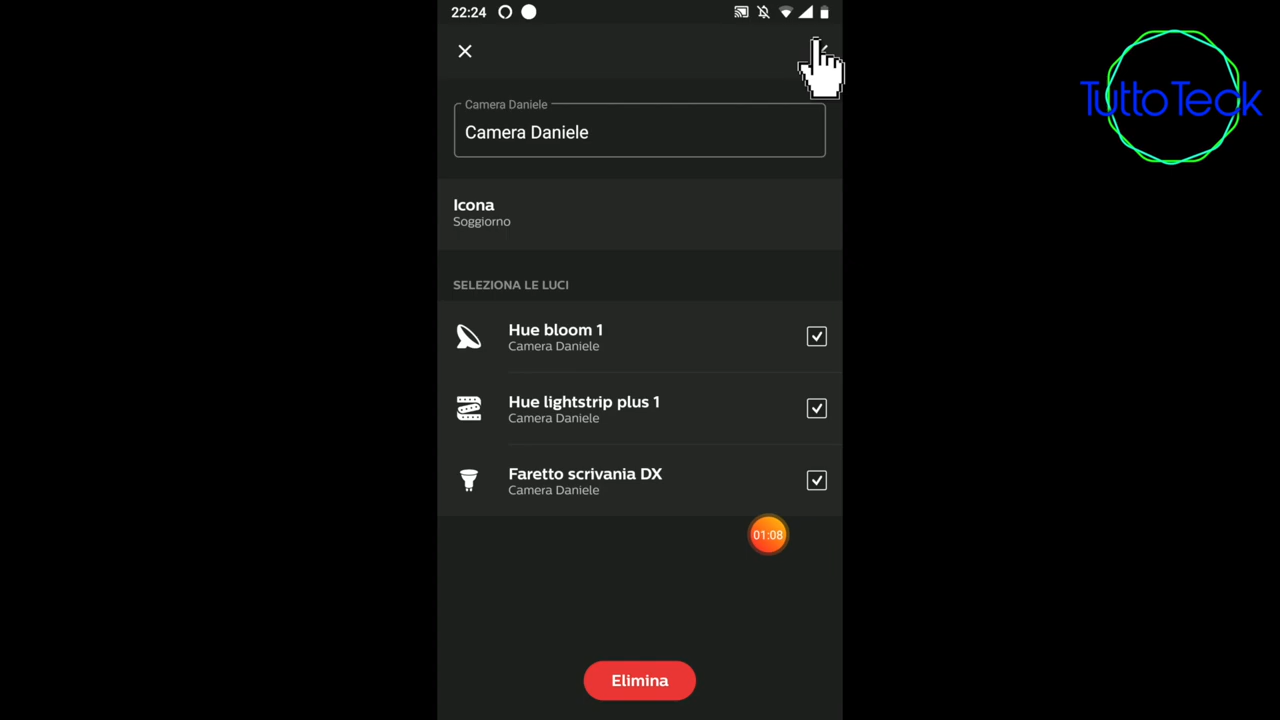 22:24
TuttoTeck
Camera Daniele
Camera Daniele
Icona
Soggiorno
SELEZIONA LE LUCI
Hue bloom 1
Camera Daniele
Hue lightstrip plus 1
Camera Daniele
Faretto scrivania DX
Camera Daniele
01:08
Elimina